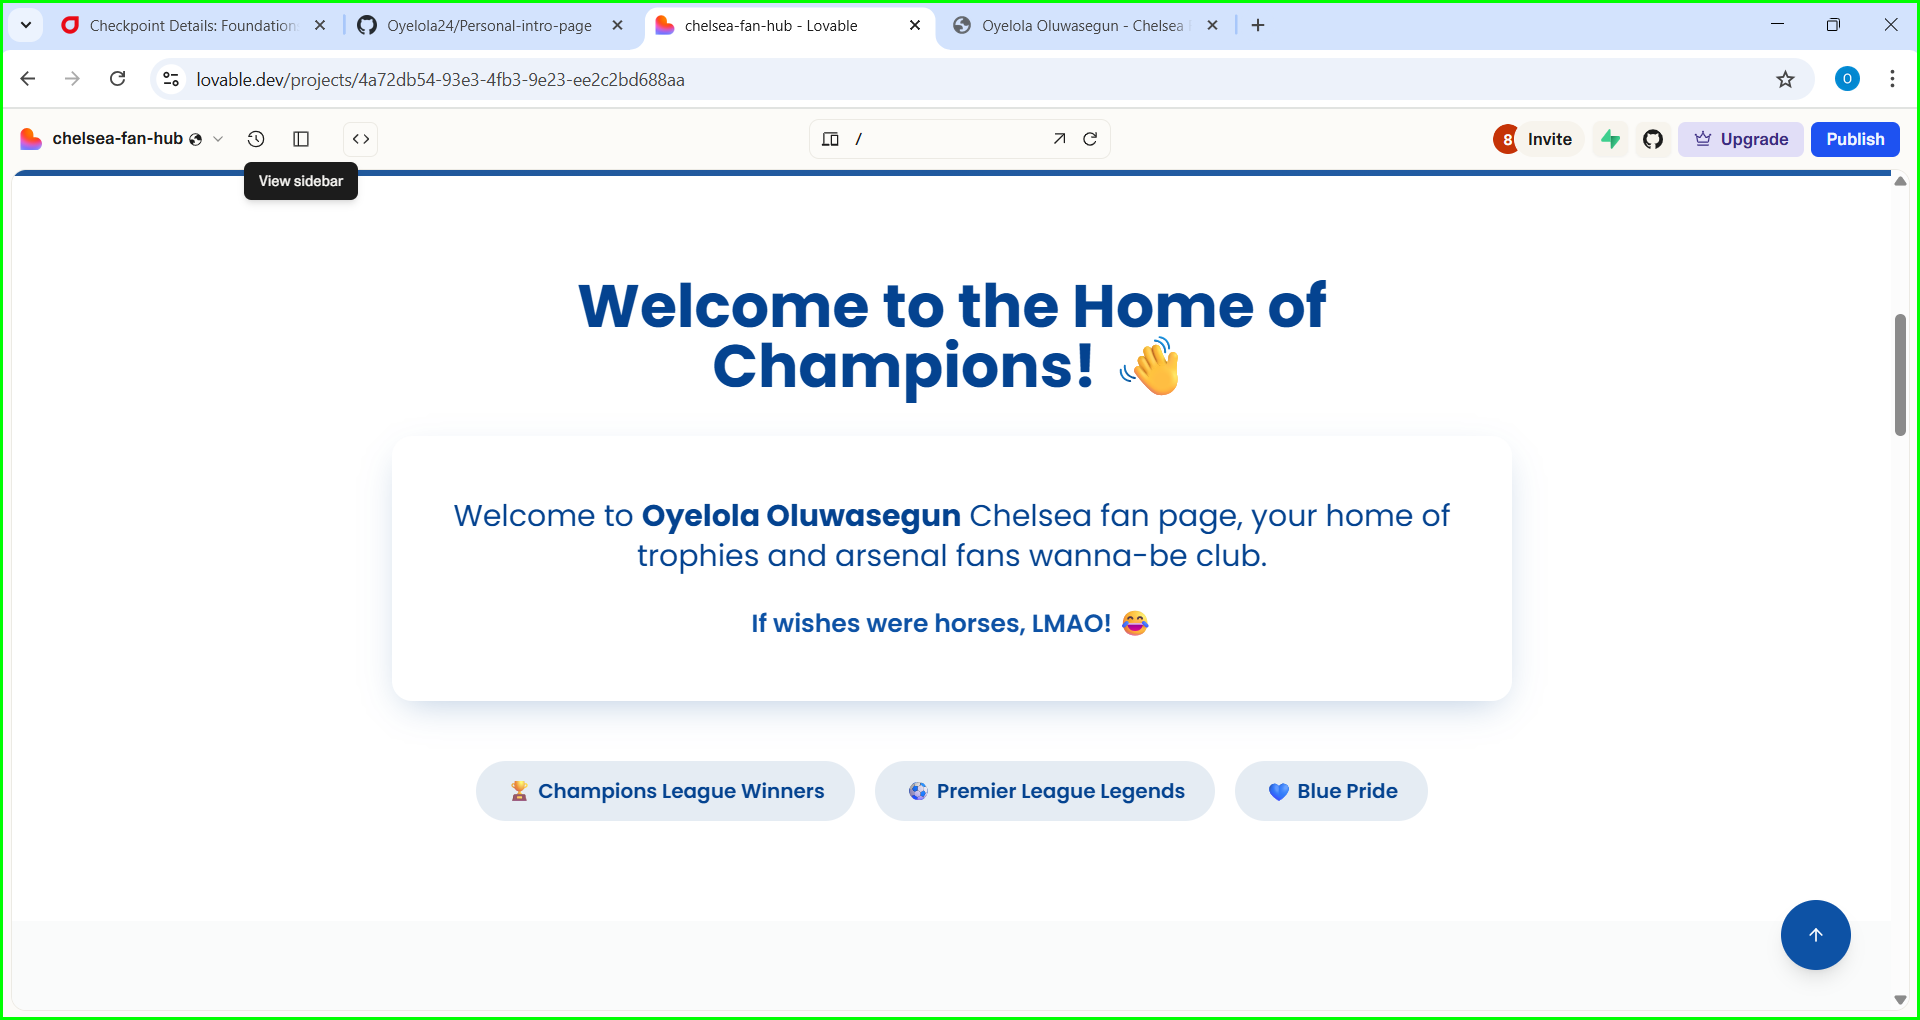 Checkpoint Details: Foundation
Oyelola24/Personal-intro-page
chelsea-fan-hub - Lovable
Oyelola Oluwasegun - Chelsea
lovable.dev/projects/4a72db54-93e3-4fb3-9e23-ee2c2bd688aa
O
chelsea-fan-hub
/
8
Invite
Upgrade
Publish
View sidebar
Welcome to the Home of
Champions! 👋
Welcome to Oyelola Oluwasegun Chelsea fan page, your home of
trophies and arsenal fans wanna-be club.
If wishes were horses, LMAO! 😂
🏆 Champions League Winners
⚽ Premier League Legends
💙 Blue Pride